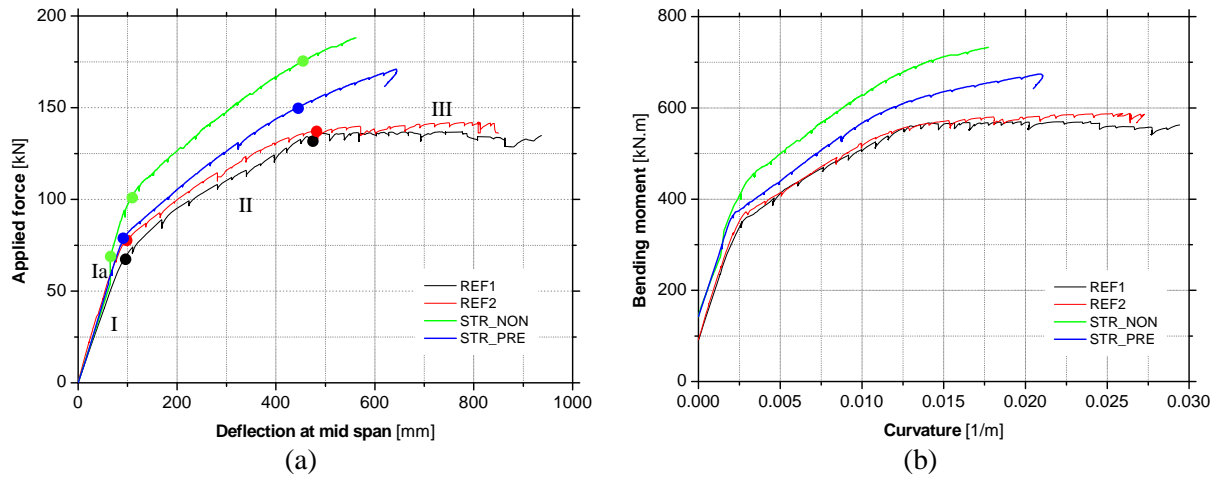 200
150
100
50
0
Applied force [kN]
III
II
Ia
I
REF1
REF2
STR_NON
STR_PRE
0 200 400 600 800 1000
Deflection at mid span [mm]
(a)
800
600
400
200
0
Bending moment [kN.m]
REF1
REF2
STR_NON
STR_PRE
0.000 0.005 0.010 0.015 0.020 0.025 0.030
Curvature [1/m]
(b)